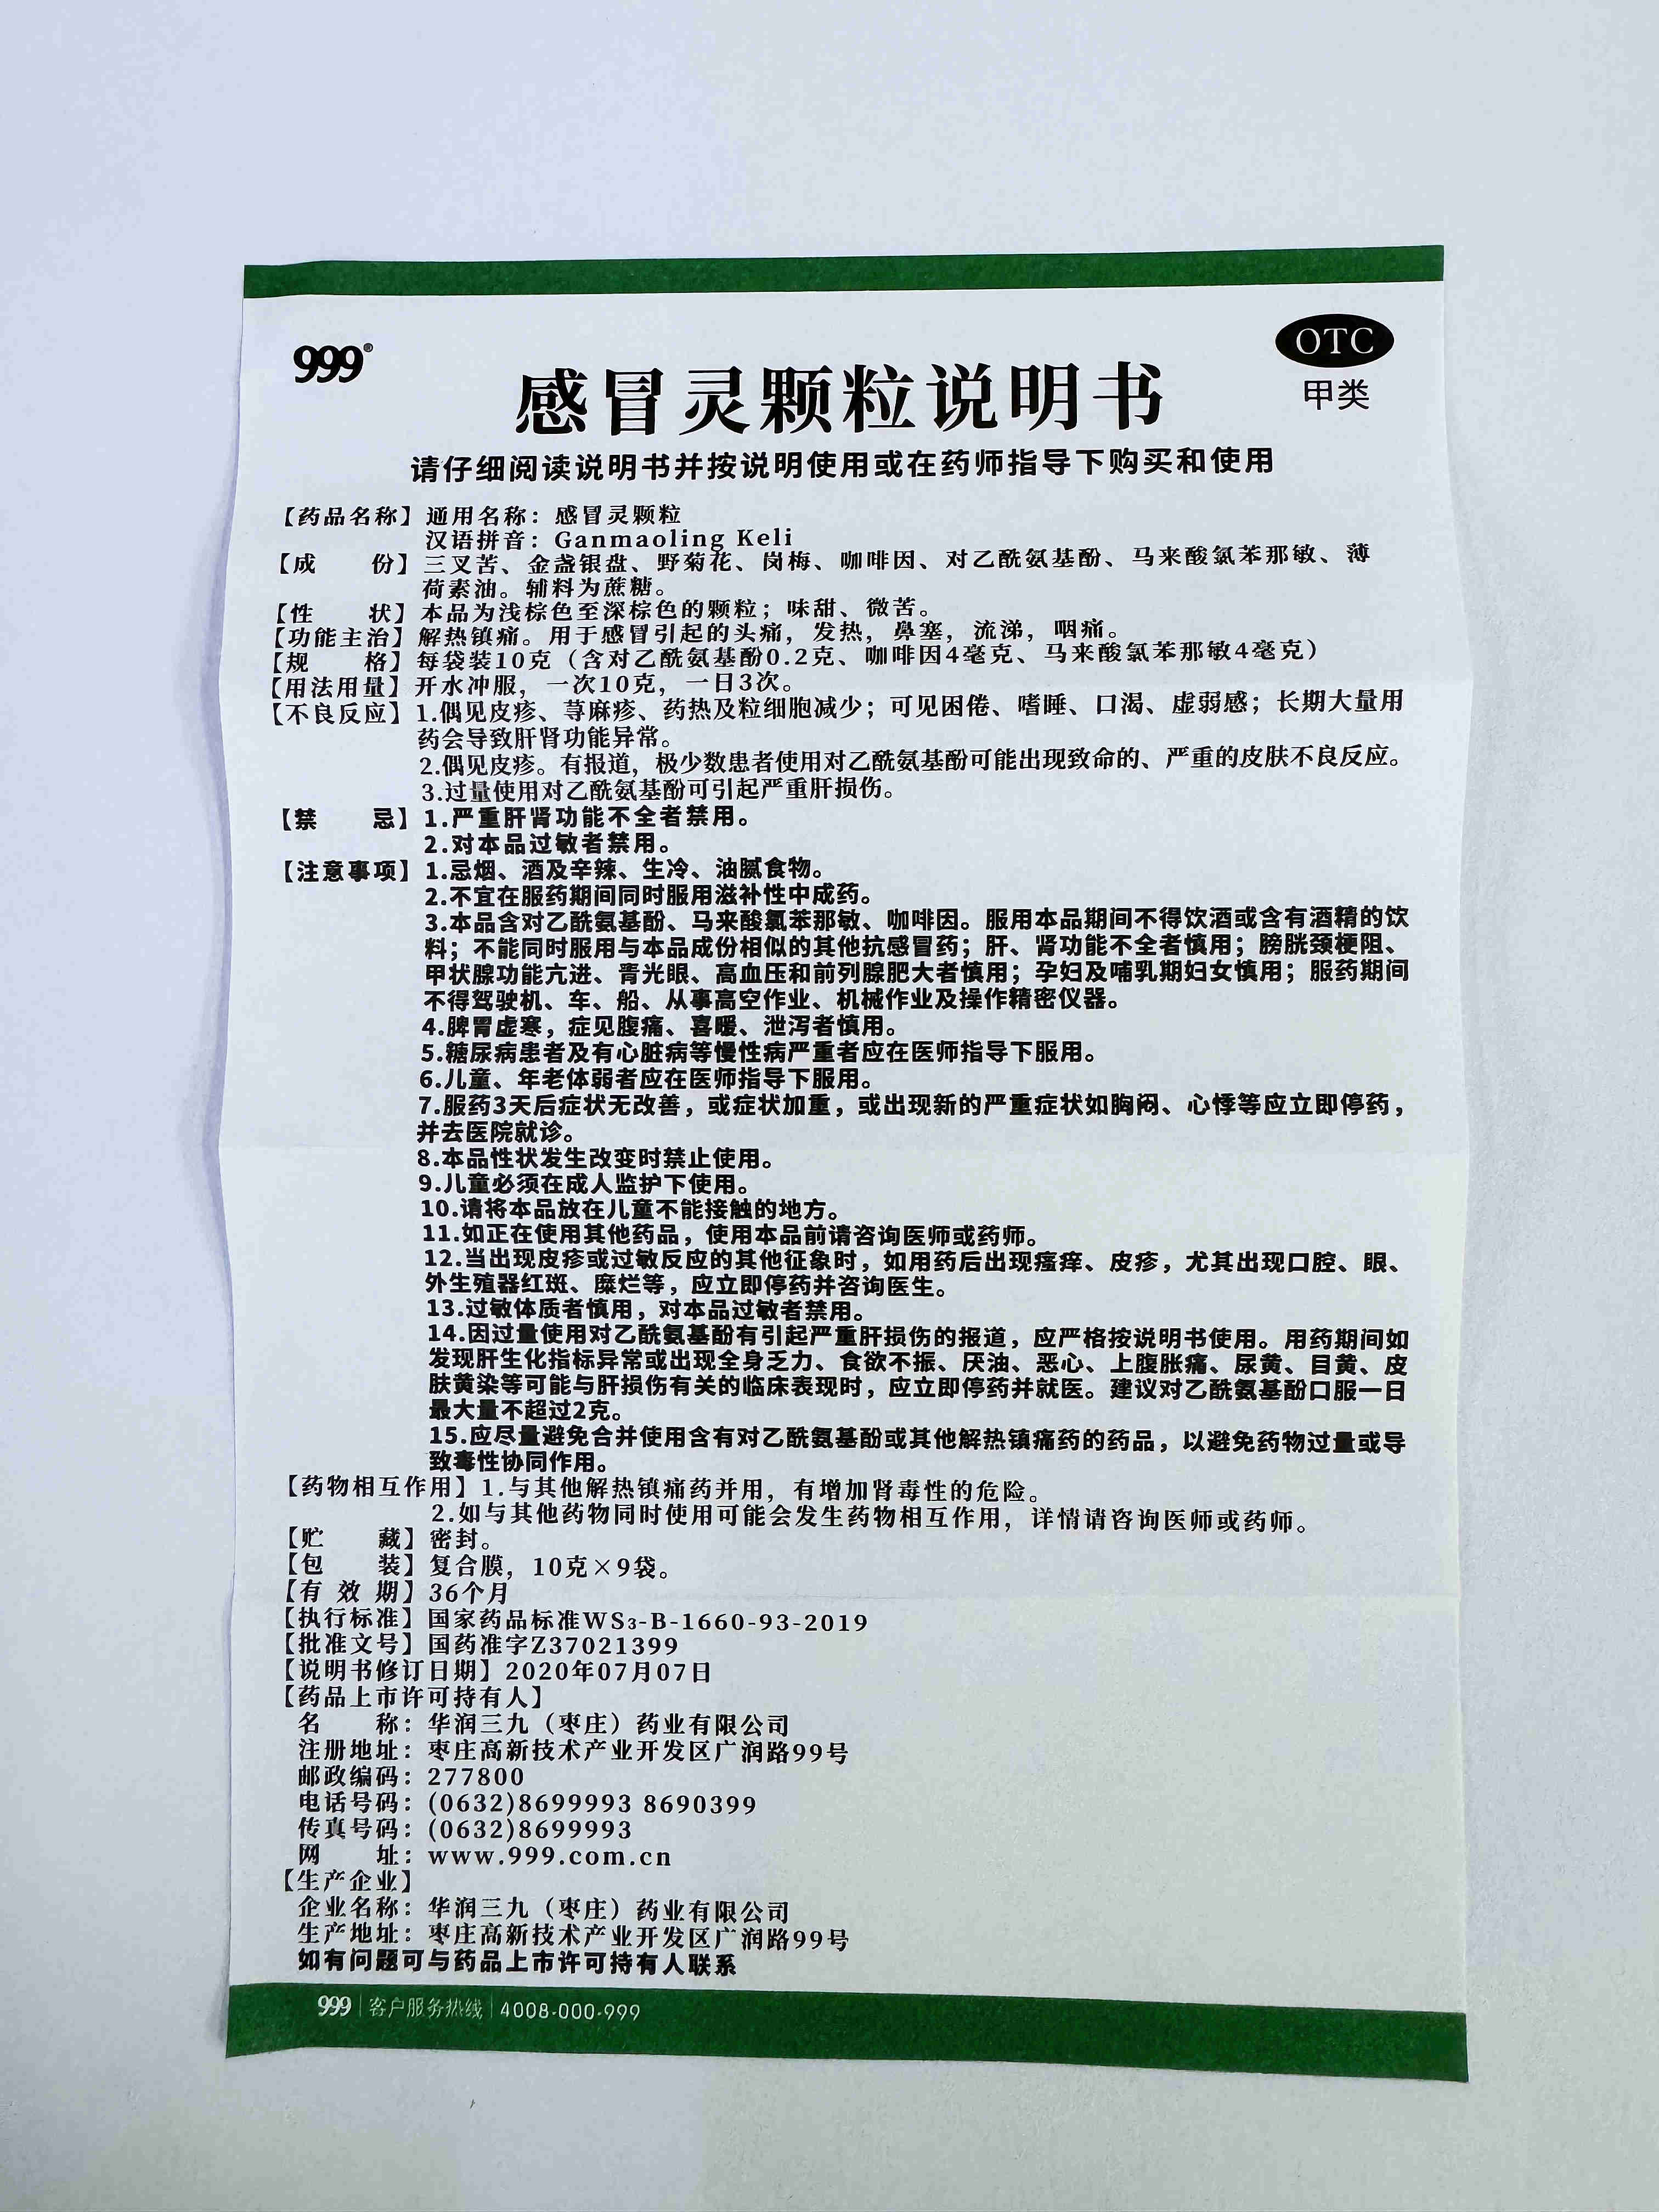 999®
OTC
甲类
感冒灵颗粒说明书
请仔细阅读说明书并按说明使用或在药师指导下购买和使用
【药品名称】通用名称：感冒灵颗粒
汉语拼音：Ganmaoling Keli
【成 份】三叉苦、金盏银盘、野菊花、岗梅、咖啡因、对乙酰氨基酚、马来酸氯苯那敏、薄
荷素油。辅料为蔗糖。
【性 状】本品为浅棕色至深棕色的颗粒；味甜、微苦。
【功能主治】解热镇痛。用于感冒引起的头痛，发热，鼻塞，流涕，咽痛。
【规 格】每袋装10克（含对乙酰氨基酚0.2克、咖啡因4毫克、马来酸氯苯那敏4毫克）
【用法用量】开水冲服，一次10克，一日3次。
【不良反应】1.偶见皮疹、荨麻疹、药热及粒细胞减少；可见困倦、嗜睡、口渴、虚弱感；长期大量用
药会导致肝肾功能异常。
2.偶见皮疹。有报道，极少数患者使用对乙酰氨基酚可能出现致命的、严重的皮肤不良反应。
3.过量使用对乙酰氨基酚可引起严重肝损伤。
【禁 忌】1.严重肝肾功能不全者禁用。
2.对本品过敏者禁用。
【注意事项】1.忌烟、酒及辛辣、生冷、油腻食物。
2.不宜在服药期间同时服用滋补性中成药。
3.本品含对乙酰氨基酚、马来酸氯苯那敏、咖啡因。服用本品期间不得饮酒或含有酒精的饮
料；不能同时服用与本品成份相似的其他抗感冒药；肝、肾功能不全者慎用；膀胱颈梗阻、
甲状腺功能亢进、青光眼、高血压和前列腺肥大者慎用；孕妇及哺乳期妇女慎用；服药期间
不得驾驶机、车、船、从事高空作业、机械作业及操作精密仪器。
4.脾胃虚寒，症见腹痛、喜暖、泄泻者慎用。
5.糖尿病患者及有心脏病等慢性病严重者应在医师指导下服用。
6.儿童、年老体弱者应在医师指导下服用。
7.服药3天后症状无改善，或症状加重，或出现新的严重症状如胸闷、心悸等应立即停药，
并去医院就诊。
8.本品性状发生改变时禁止使用。
9.儿童必须在成人监护下使用。
10.请将本品放在儿童不能接触的地方。
11.如正在使用其他药品，使用本品前请咨询医师或药师。
12.当出现皮疹或过敏反应的其他征象时，如用药后出现瘙痒、皮疹，尤其出现口腔、眼、
外生殖器红斑、糜烂等，应立即停药并咨询医生。
13.过敏体质者慎用，对本品过敏者禁用。
14.因过量使用对乙酰氨基酚有引起严重肝损伤的报道，应严格按说明书使用。用药期间如
发现肝生化指标异常或出现全身乏力、食欲不振、厌油、恶心、上腹胀痛、尿黄、目黄、皮
肤黄染等可能与肝损伤有关的临床表现时，应立即停药并就医。建议对乙酰氨基酚口服一日
最大量不超过2克。
15.应尽量避免合并使用含有对乙酰氨基酚或其他解热镇痛药的药品，以避免药物过量或导
致毒性协同作用。
【药物相互作用】1.与其他解热镇痛药并用，有增加肾毒性的危险。
2.如与其他药物同时使用可能会发生药物相互作用，详情请咨询医师或药师。
【贮 藏】密封。
【包 装】复合膜，10克×9袋。
【有 效 期】36个月
【执行标准】国家药品标准WS₃-B-1660-93-2019
【批准文号】国药准字Z37021399
【说明书修订日期】2020年07月07日
【药品上市许可持有人】
名 称：华润三九（枣庄）药业有限公司
注册地址：枣庄高新技术产业开发区广润路99号
邮政编码：277800
电话号码：(0632)8699993 8690399
传真号码：(0632)8699993
网 址：www.999.com.cn
【生产企业】
企业名称：华润三九（枣庄）药业有限公司
生产地址：枣庄高新技术产业开发区广润路99号
如有问题可与药品上市许可持有人联系
999 | 客户服务热线 | 4008-000-999